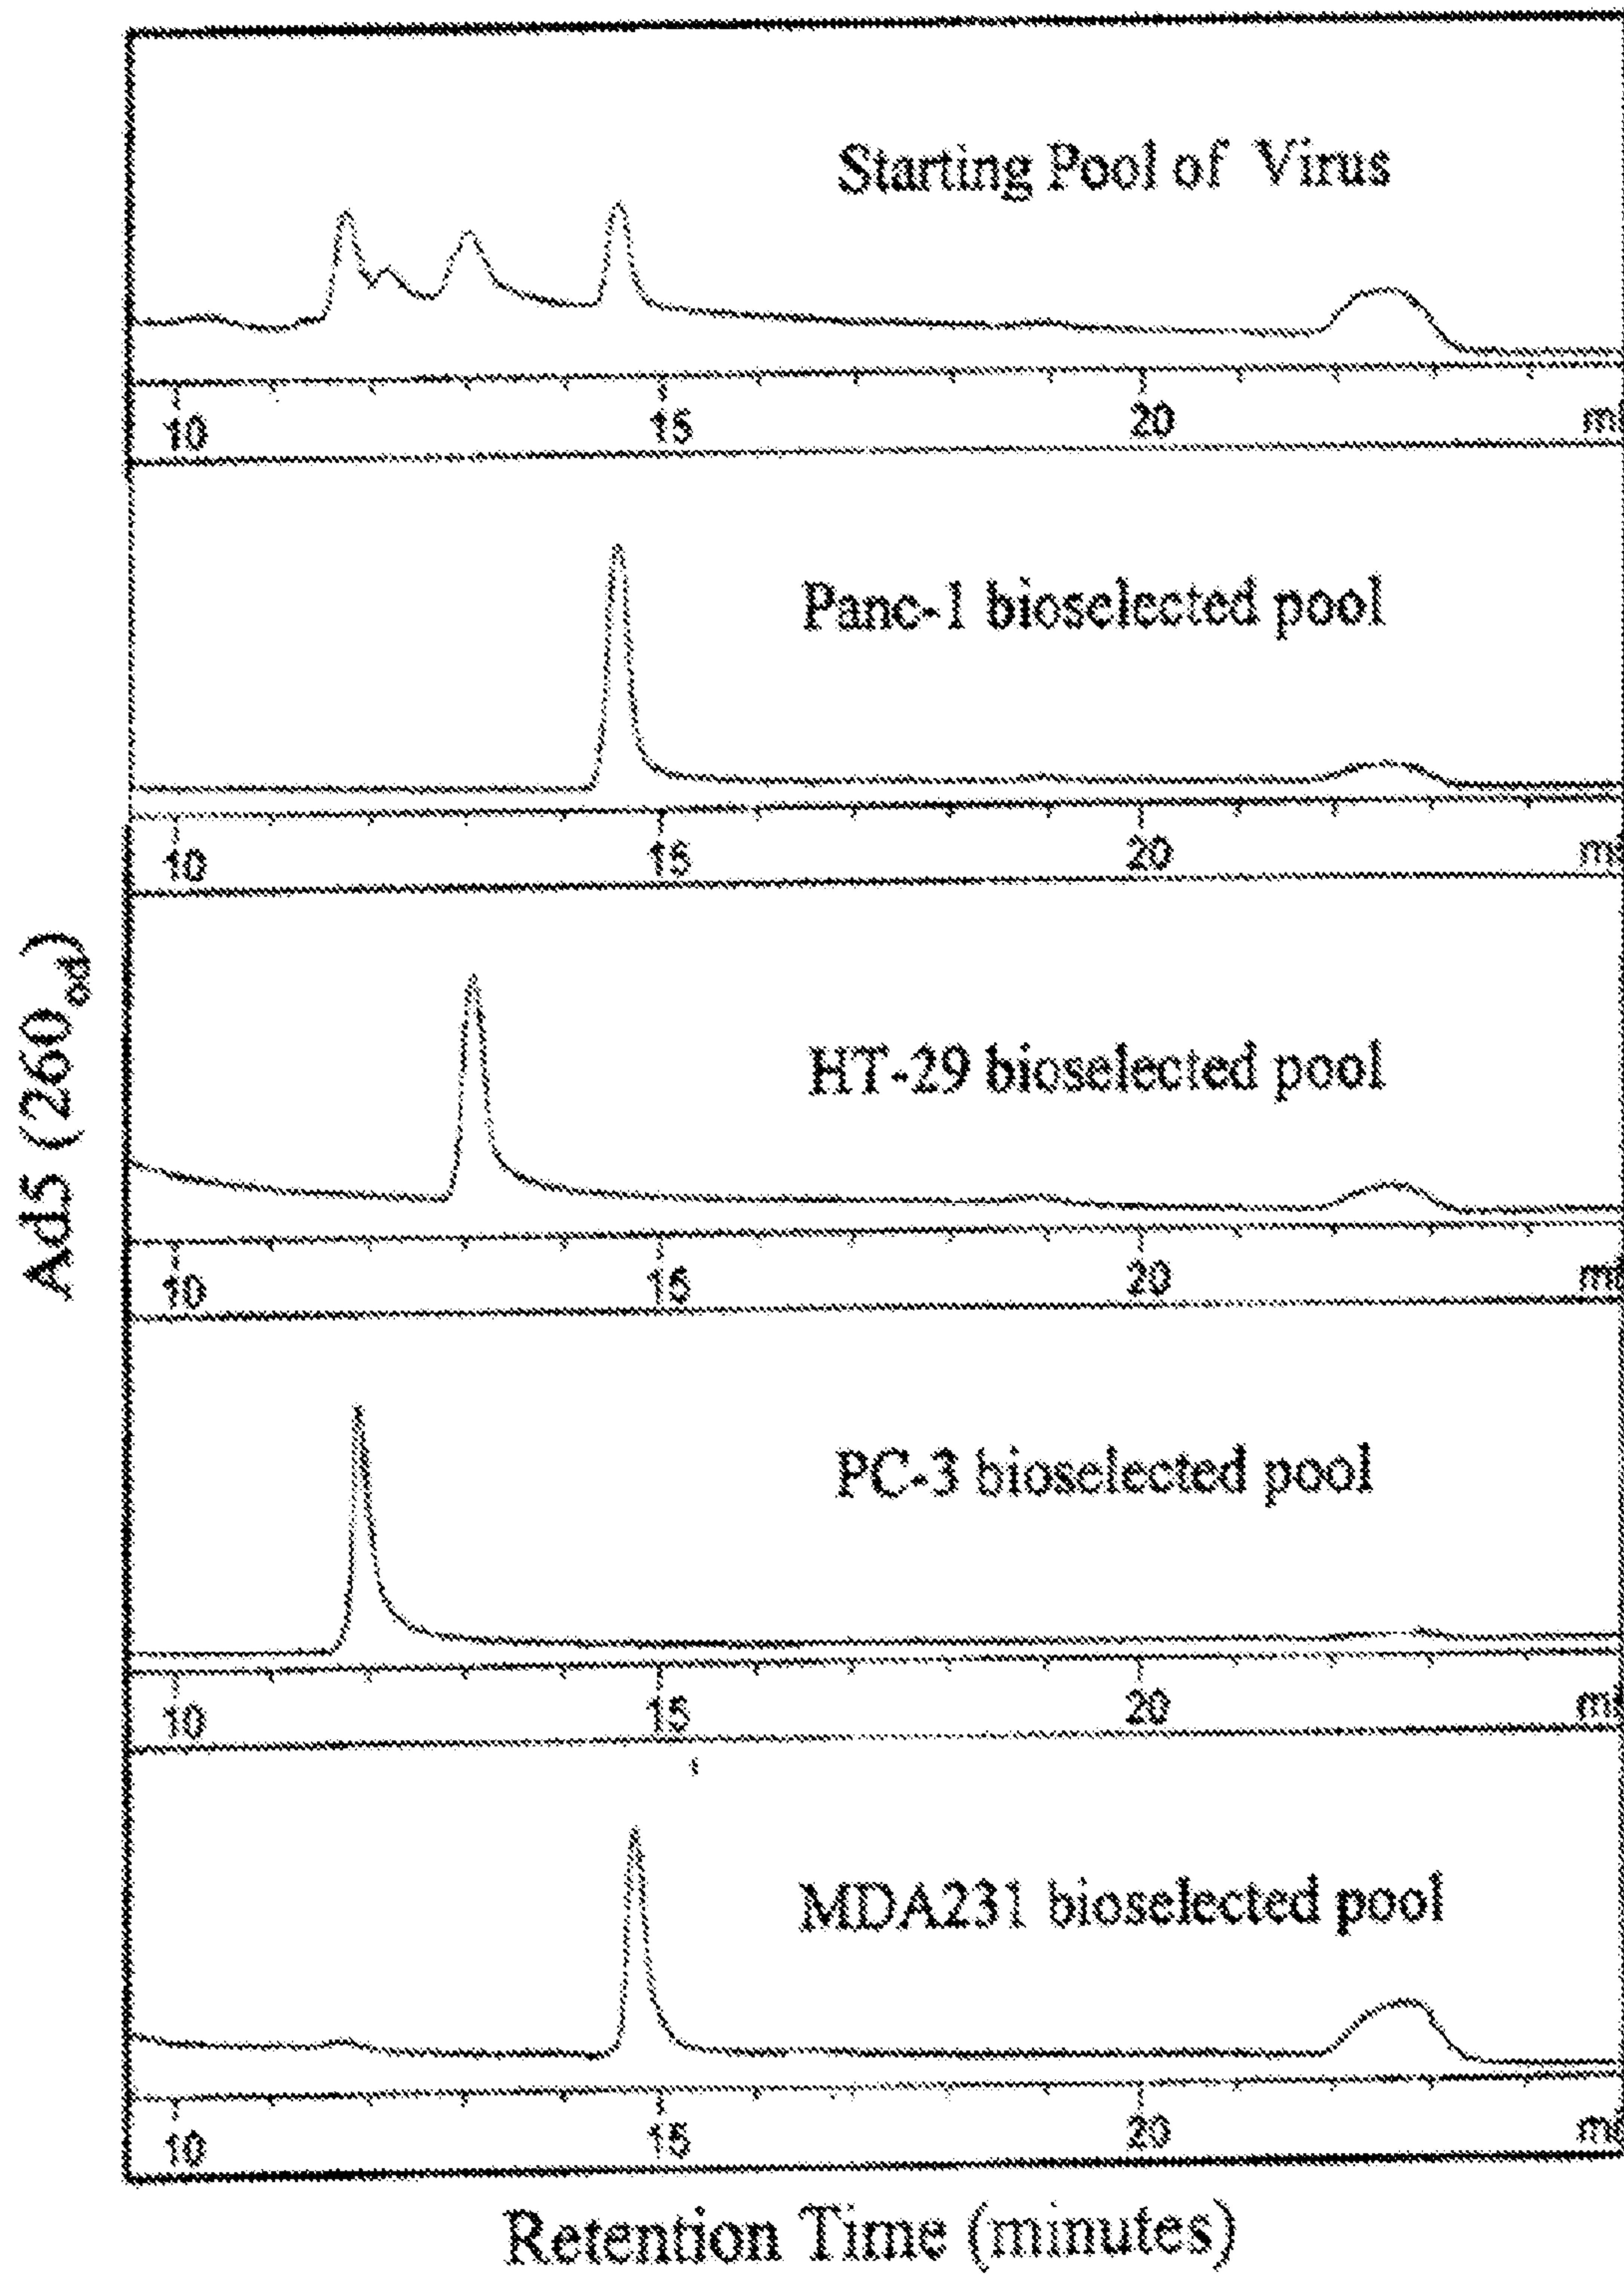 Starting Pool of Virus
10 15 20
Panc-1 bioselected pool
10 15 20
HT-29 bioselected pool
10 15 20
PC-3 bioselected pool
10 15 20
MDA231 bioselected pool
10 15 20
Ad5 (260od)
Retention Time (minutes)